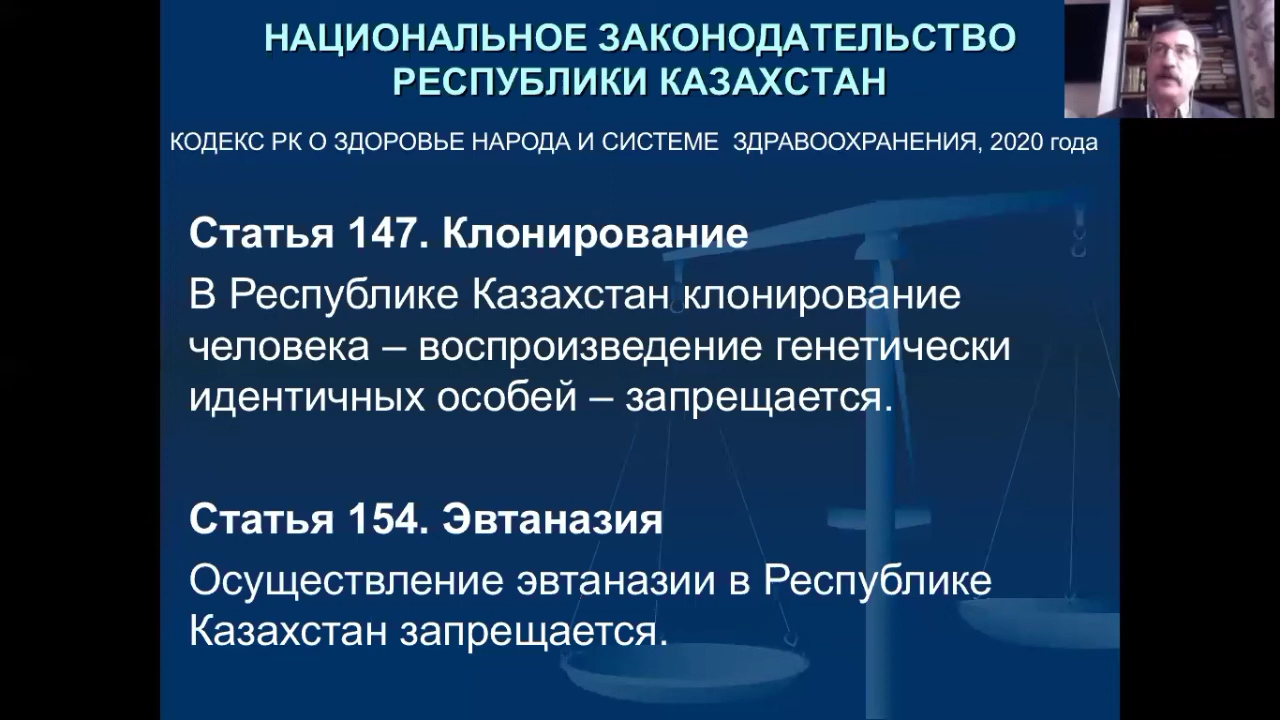 НАЦИОНАЛЬНОЕ ЗАКОНОДАТЕЛЬСТВО
РЕСПУБЛИКИ КАЗАХСТАН
КОДЕКС РК О ЗДОРОВЬЕ НАРОДА И СИСТЕМЕ ЗДРАВООХРАНЕНИЯ, 2020 года
Статья 147. Клонирование
В Республике Казахстан клонирование
человека – воспроизведение генетически
идентичных особей – запрещается.
Статья 154. Эвтаназия
Осуществление эвтаназии в Республике
Казахстан запрещается.